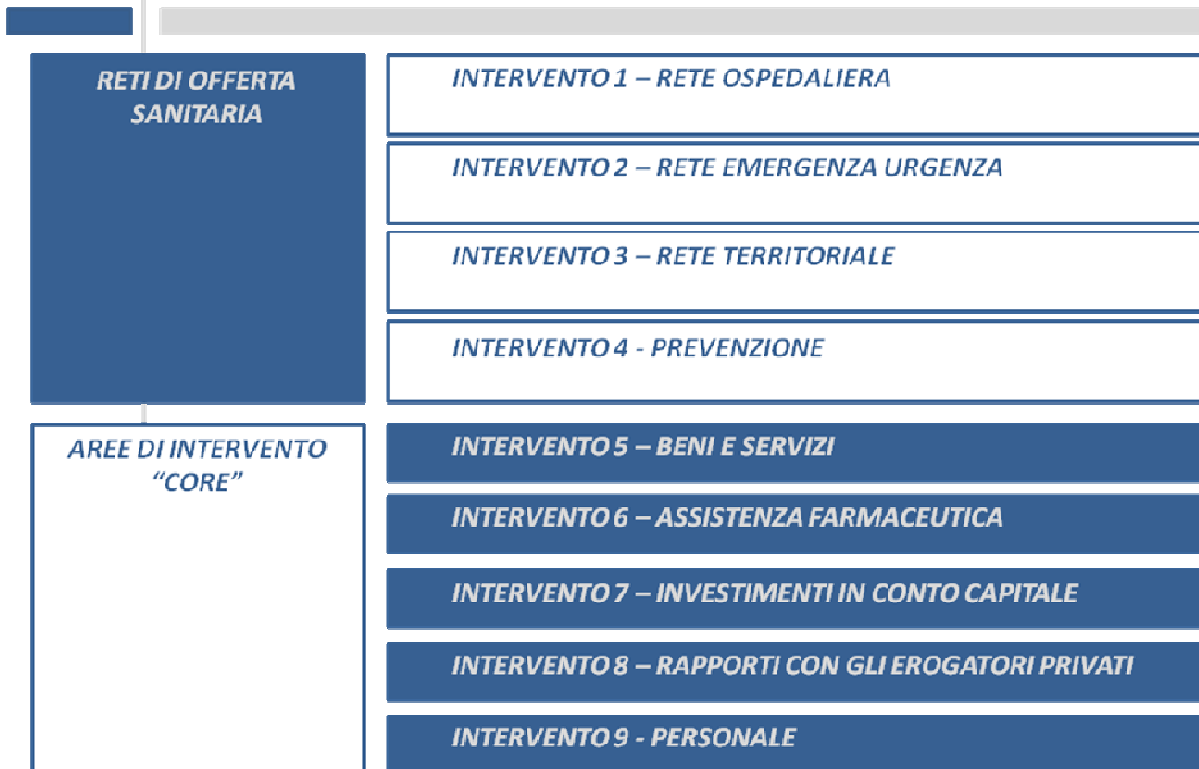 RETI DI OFFERTA
SANITARIA
INTERVENTO 1 – RETE OSPEDALIERA
INTERVENTO 2 – RETE EMERGENZA URGENZA
INTERVENTO 3 – RETE TERRITORIALE
INTERVENTO 4 - PREVENZIONE
AREE DI INTERVENTO
“CORE”
INTERVENTO 5 – BENI E SERVIZI
INTERVENTO 6 – ASSISTENZA FARMACEUTICA
INTERVENTO 7 – INVESTIMENTI IN CONTO CAPITALE
INTERVENTO 8 – RAPPORTI CON GLI EROGATORI PRIVATI
INTERVENTO 9 - PERSONALE